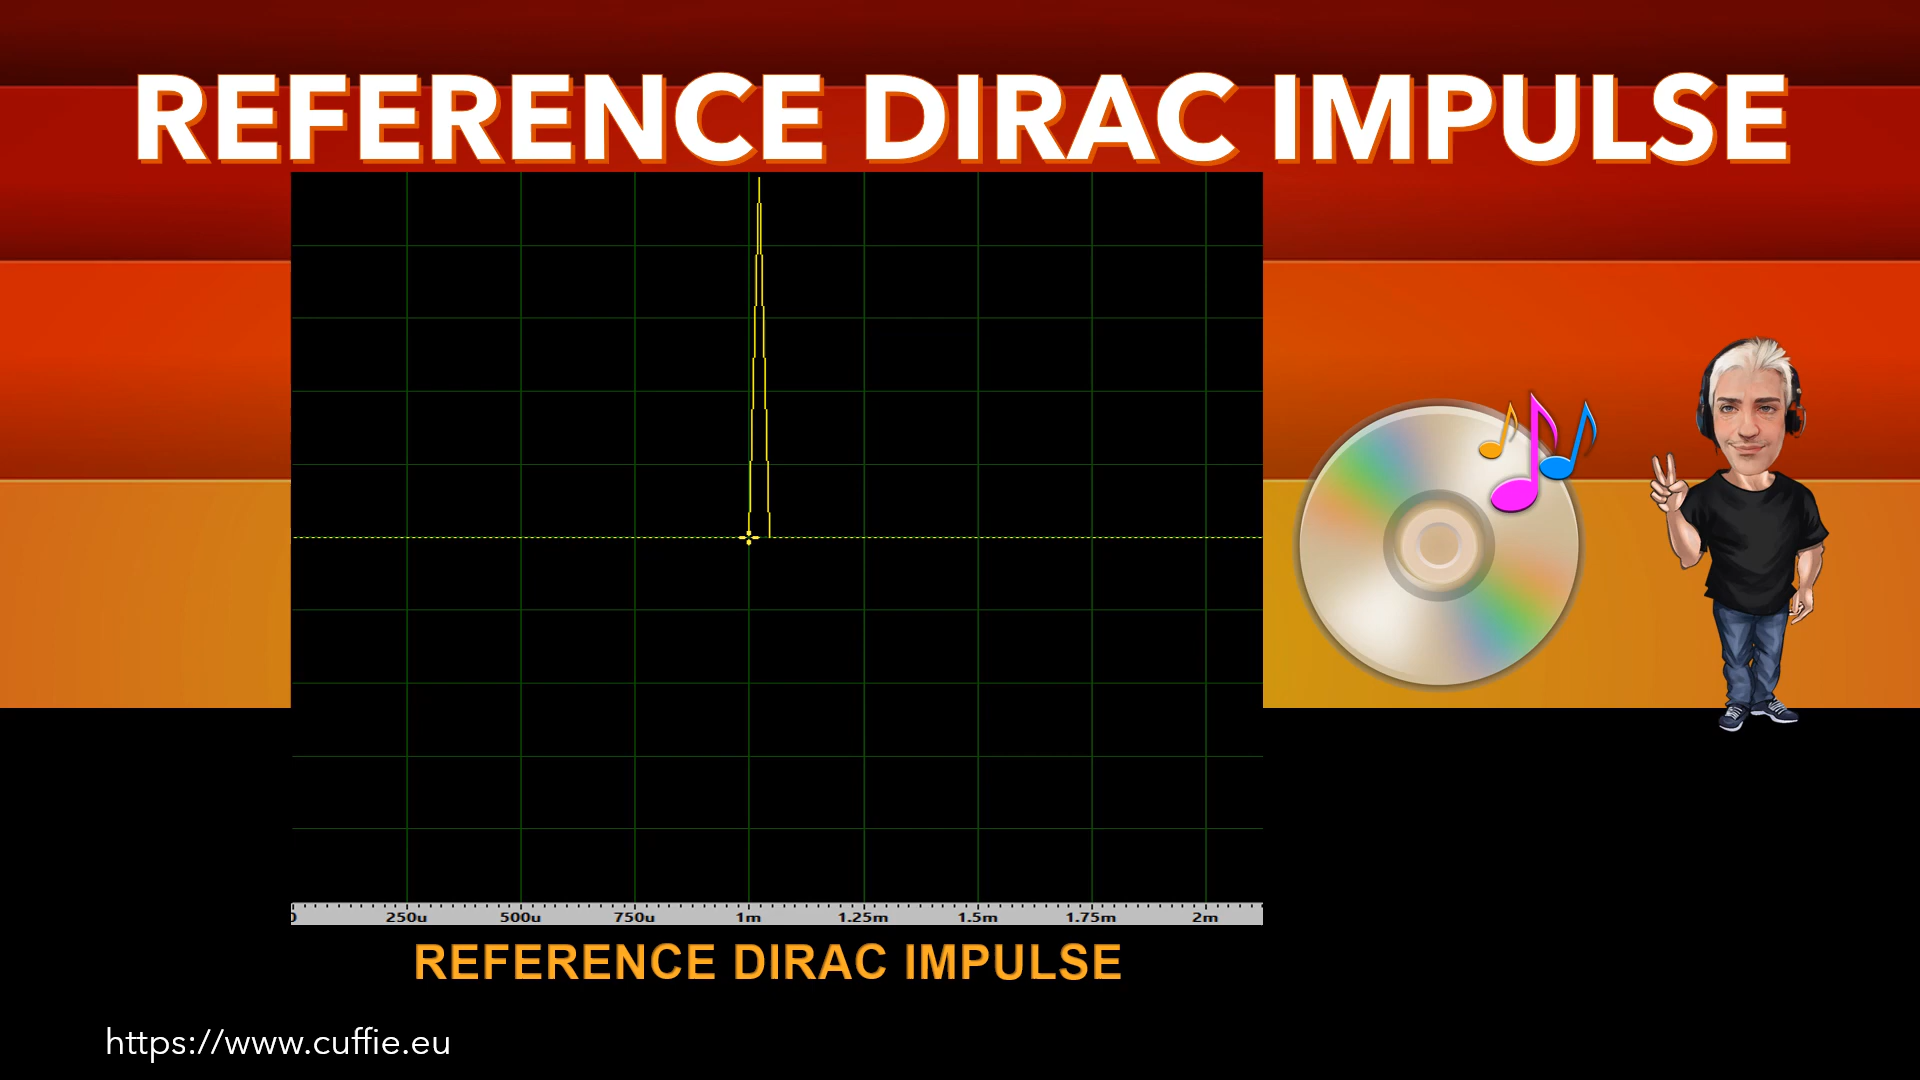 REFERENCE DIRAC IMPULSE
0 250u 500u 750u 1m 1.25m 1.5m 1.75m 2m
REFERENCE DIRAC IMPULSE
https://www.cuffie.eu